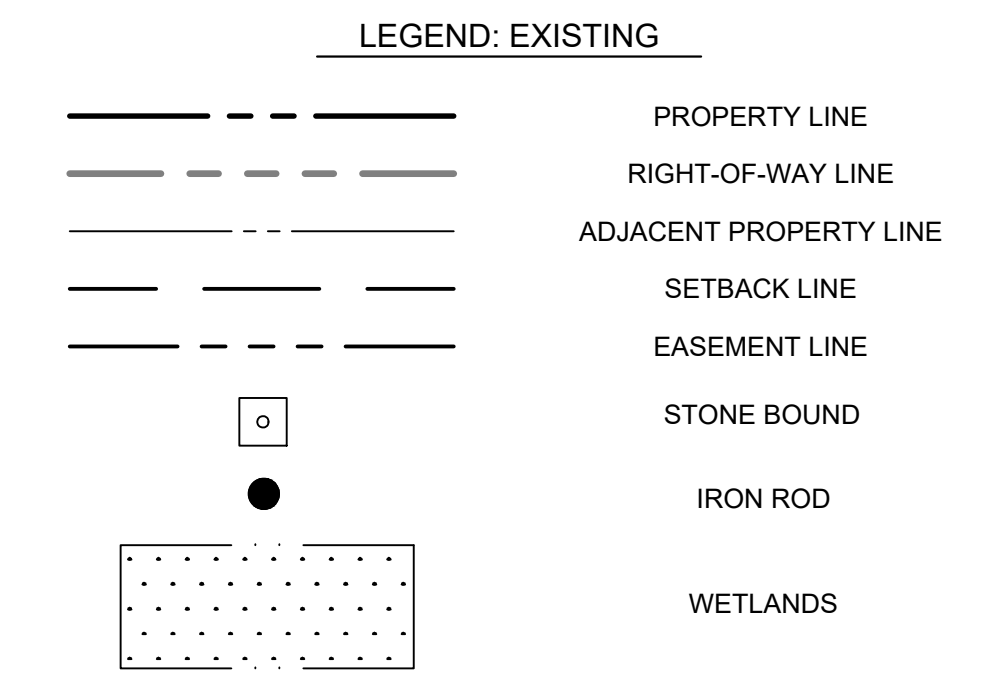 LEGEND: EXISTING
PROPERTY LINE
RIGHT-OF-WAY LINE
ADJACENT PROPERTY LINE
SETBACK LINE
EASEMENT LINE
STONE BOUND
IRON ROD
WETLANDS